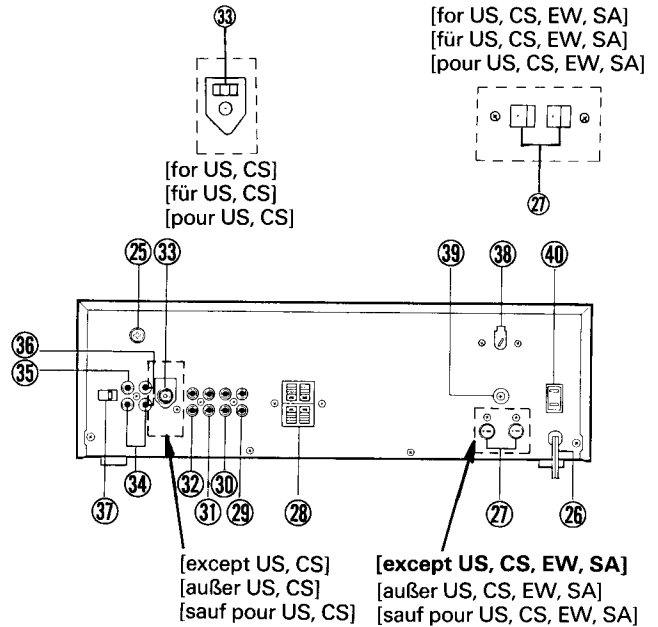 ㉝
[for US, CS, EW, SA]
[für US, CS, EW, SA]
[pour US, CS, EW, SA]
[for US, CS]
[für US, CS]
[pour US, CS]
㉗
㉕ ㉝ ㊴ ㊳ ㊵
㊱
㉟
㊲ ㉞ ㉜ ㉛ ㉚ ㉙ ㉘ ㉗ ㉖
[except US, CS]
[außer US, CS]
[sauf pour US, CS]
[except US, CS, EW, SA]
[außer US, CS, EW, SA]
[sauf pour US, CS, EW, SA]